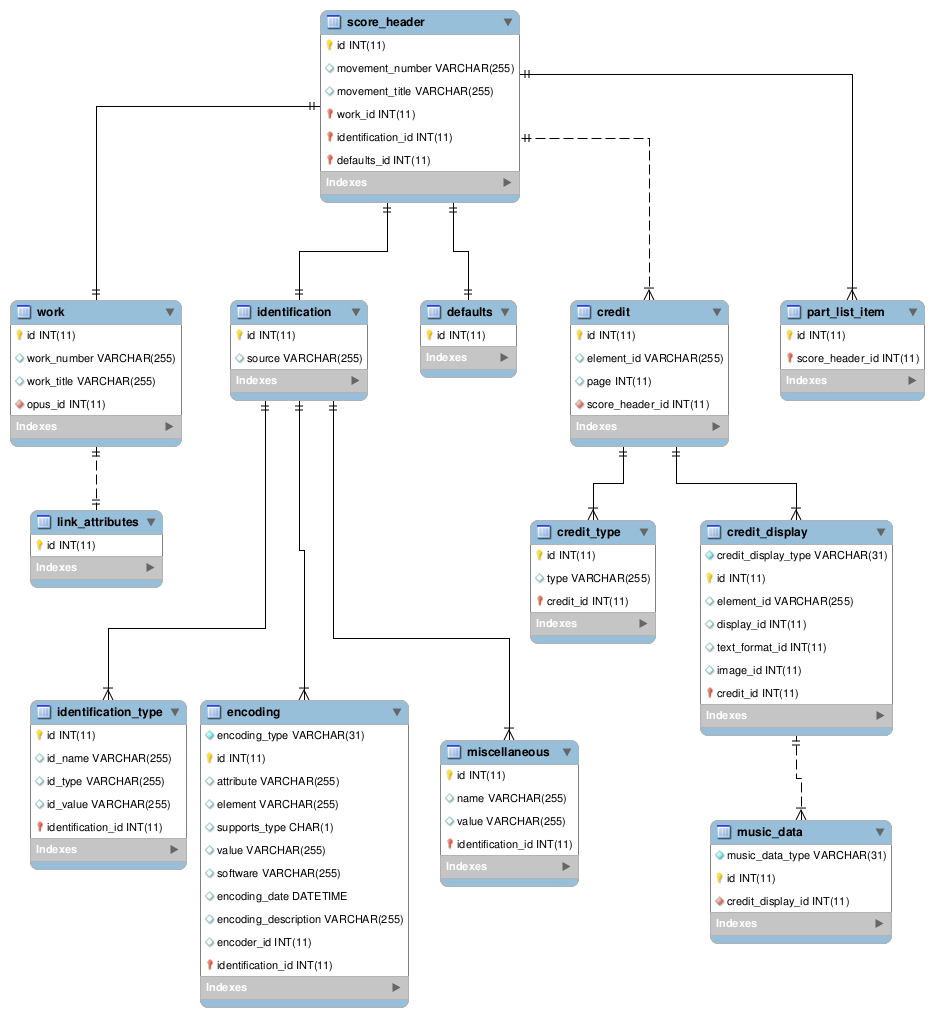 score_header
id INT(11)
movement_number VARCHAR(255)
movement_title VARCHAR(255)
work_id INT(11)
identification_id INT(11)
defaults_id INT(11)
Indexes
work
id INT(11)
work_number VARCHAR(255)
work_title VARCHAR(255)
opus_id INT(11)
Indexes
identification
id INT(11)
source VARCHAR(255)
Indexes
defaults
id INT(11)
Indexes
credit
id INT(11)
element_id VARCHAR(255)
page INT(11)
score_header_id INT(11)
Indexes
part_list_item
id INT(11)
score_header_id INT(11)
Indexes
link_attributes
id INT(11)
Indexes
credit_type
id INT(11)
type VARCHAR(255)
credit_id INT(11)
Indexes
credit_display
credit_display_type VARCHAR(31)
id INT(11)
element_id VARCHAR(255)
display_id INT(11)
text_format_id INT(11)
image_id INT(11)
credit_id INT(11)
Indexes
identification_type
id INT(11)
id_name VARCHAR(255)
id_type VARCHAR(255)
id_value VARCHAR(255)
identification_id INT(11)
Indexes
encoding
encoding_type VARCHAR(31)
id INT(11)
attribute VARCHAR(255)
element VARCHAR(255)
supports_type CHAR(1)
value VARCHAR(255)
software VARCHAR(255)
encoding_date DATETIME
encoding_description VARCHAR(255)
encoder_id INT(11)
identification_id INT(11)
Indexes
miscellaneous
id INT(11)
name VARCHAR(255)
value VARCHAR(255)
identification_id INT(11)
Indexes
music_data
music_data_type VARCHAR(31)
id INT(11)
credit_display_id INT(11)
Indexes